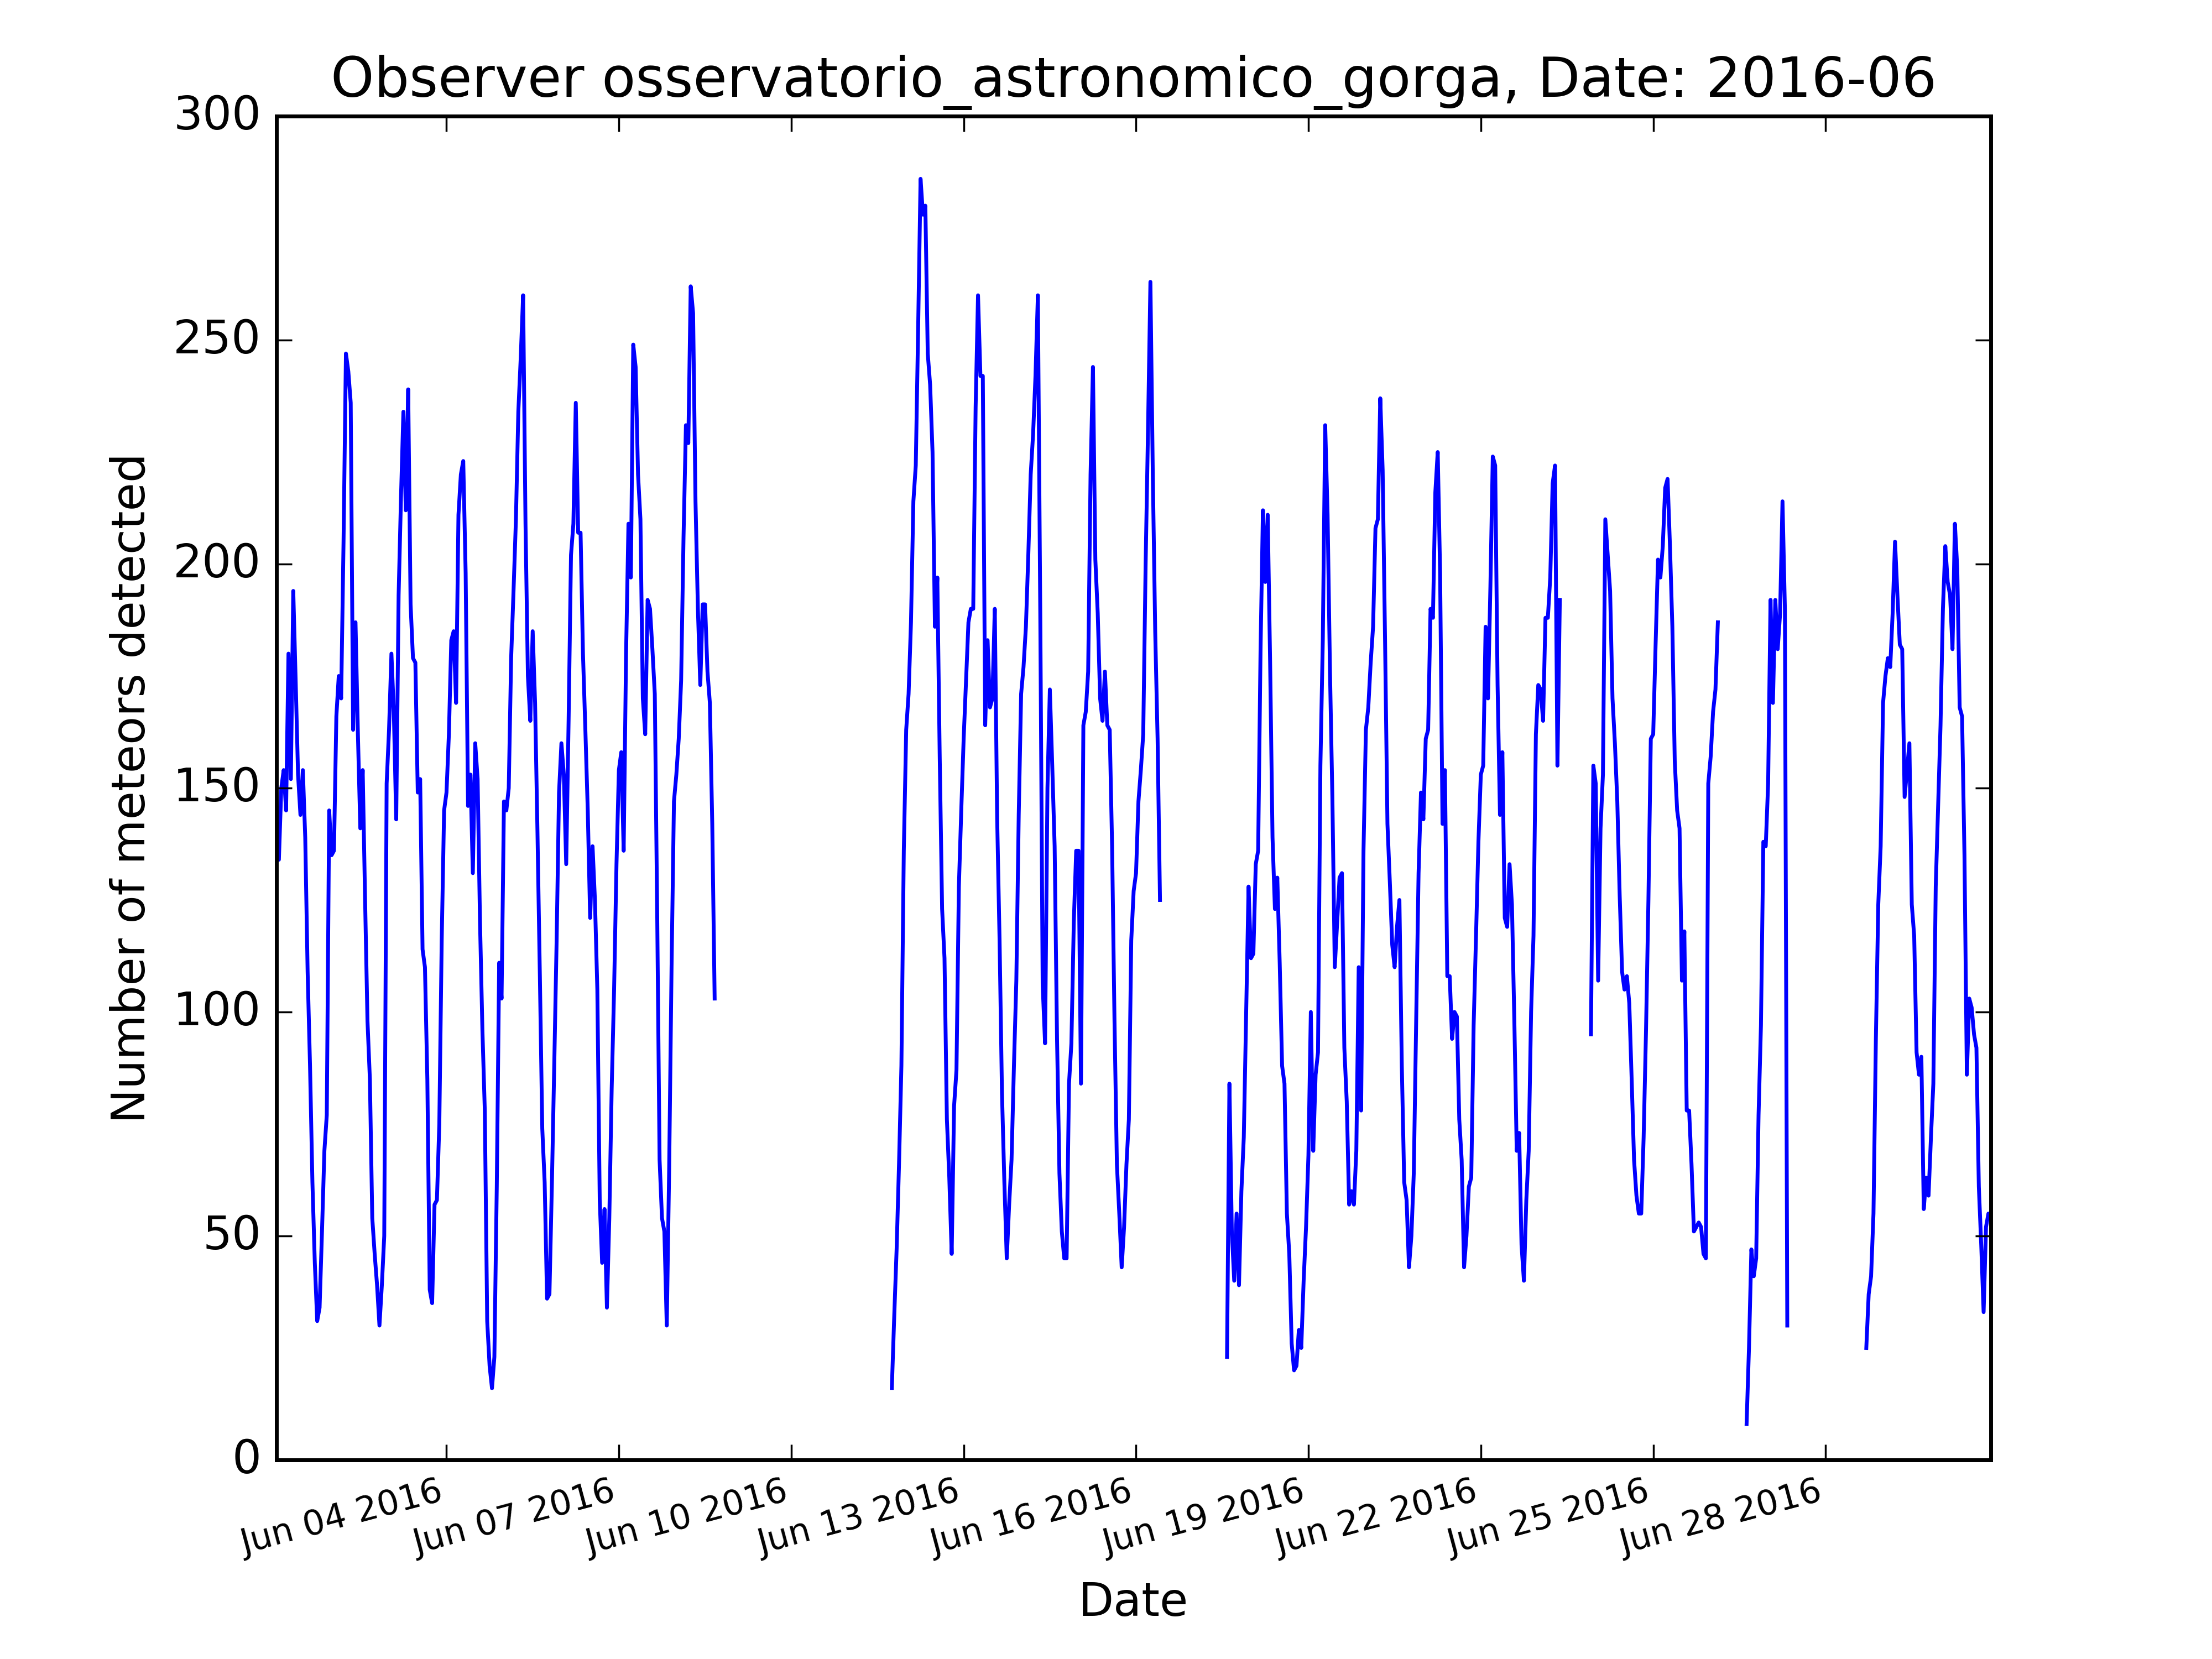 Observer osservatorio_astronomico_gorga, Date: 2016-06
300
250
200
150
100
50
0
Number of meteors detected
Jun 04 2016
Jun 07 2016
Jun 10 2016
Jun 13 2016
Jun 16 2016
Jun 19 2016
Jun 22 2016
Jun 25 2016
Jun 28 2016
Date